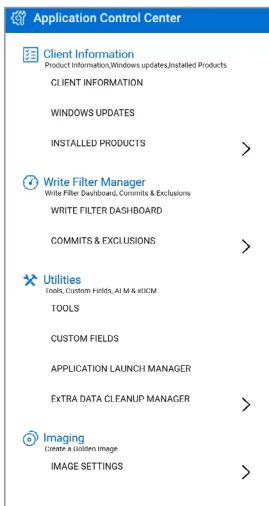 Application Control Center
Client Information
Product Information,Windows updates,Installed Products
CLIENT INFORMATION
WINDOWS UPDATES
INSTALLED PRODUCTS
Write Filter Manager
Write Filter Dashboard, Commits & Exclusions
WRITE FILTER DASHBOARD
COMMITS & EXCLUSIONS
Utilities
Tools, Custom Fields, ALM & xDCM
TOOLS
CUSTOM FIELDS
APPLICATION LAUNCH MANAGER
ExTRA DATA CLEANUP MANAGER
Imaging
Create a Golden Image
IMAGE SETTINGS